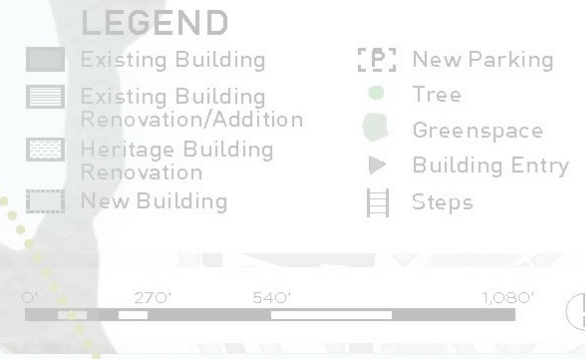 LEGEND
Existing Building
Existing Building
Renovation/Addition
Heritage Building
Renovation
New Building
[P] New Parking
Tree
Greenspace
Building Entry
Steps
0' 270' 540' 1,080'